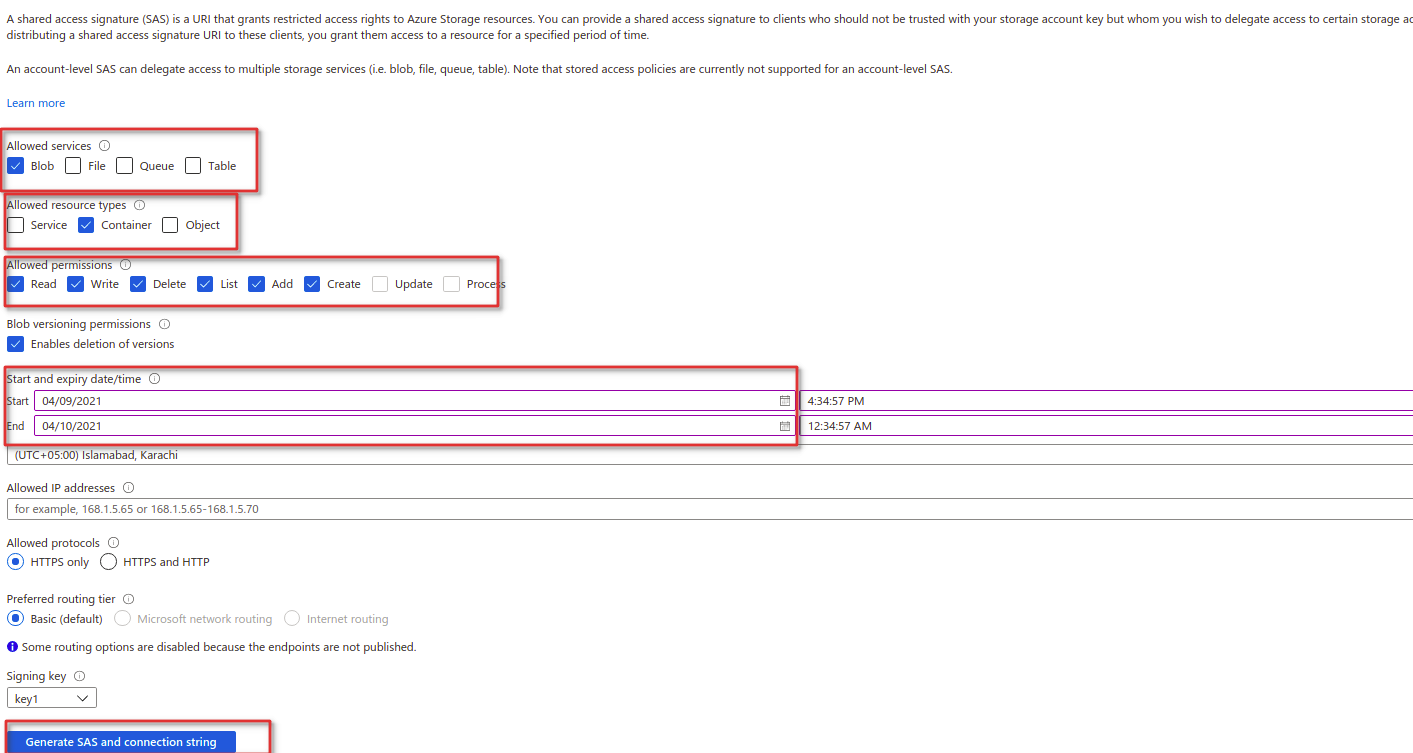 A shared access signature (SAS) is a URI that grants restricted access rights to Azure Storage resources. You can provide a shared access signature to clients who should not be trusted with your storage account key but whom you wish to delegate access to certain storage
distributing a shared access signature URI to these clients, you grant them access to a resource for a specified period of time.
An account-level SAS can delegate access to multiple storage services (i.e. blob, file, queue, table). Note that stored access policies are currently not supported for an account-level SAS.
Learn more
Allowed services
Blob File Queue Table
Allowed resource types
Service Container Object
Allowed permissions
Read Write Delete List Add Create Update Process
Blob versioning permissions
Enables deletion of versions
Start and expiry date/time
Start 04/09/2021 4:34:57 PM
End 04/10/2021 12:34:57 AM
(UTC+05:00) Islamabad, Karachi
Allowed IP addresses
for example, 168.1.5.65 or 168.1.5.65-168.1.5.70
Allowed protocols
HTTPS only HTTPS and HTTP
Preferred routing tier
Basic (default) Microsoft network routing Internet routing
Some routing options are disabled because the endpoints are not published.
Signing key
key1
Generate SAS and connection string